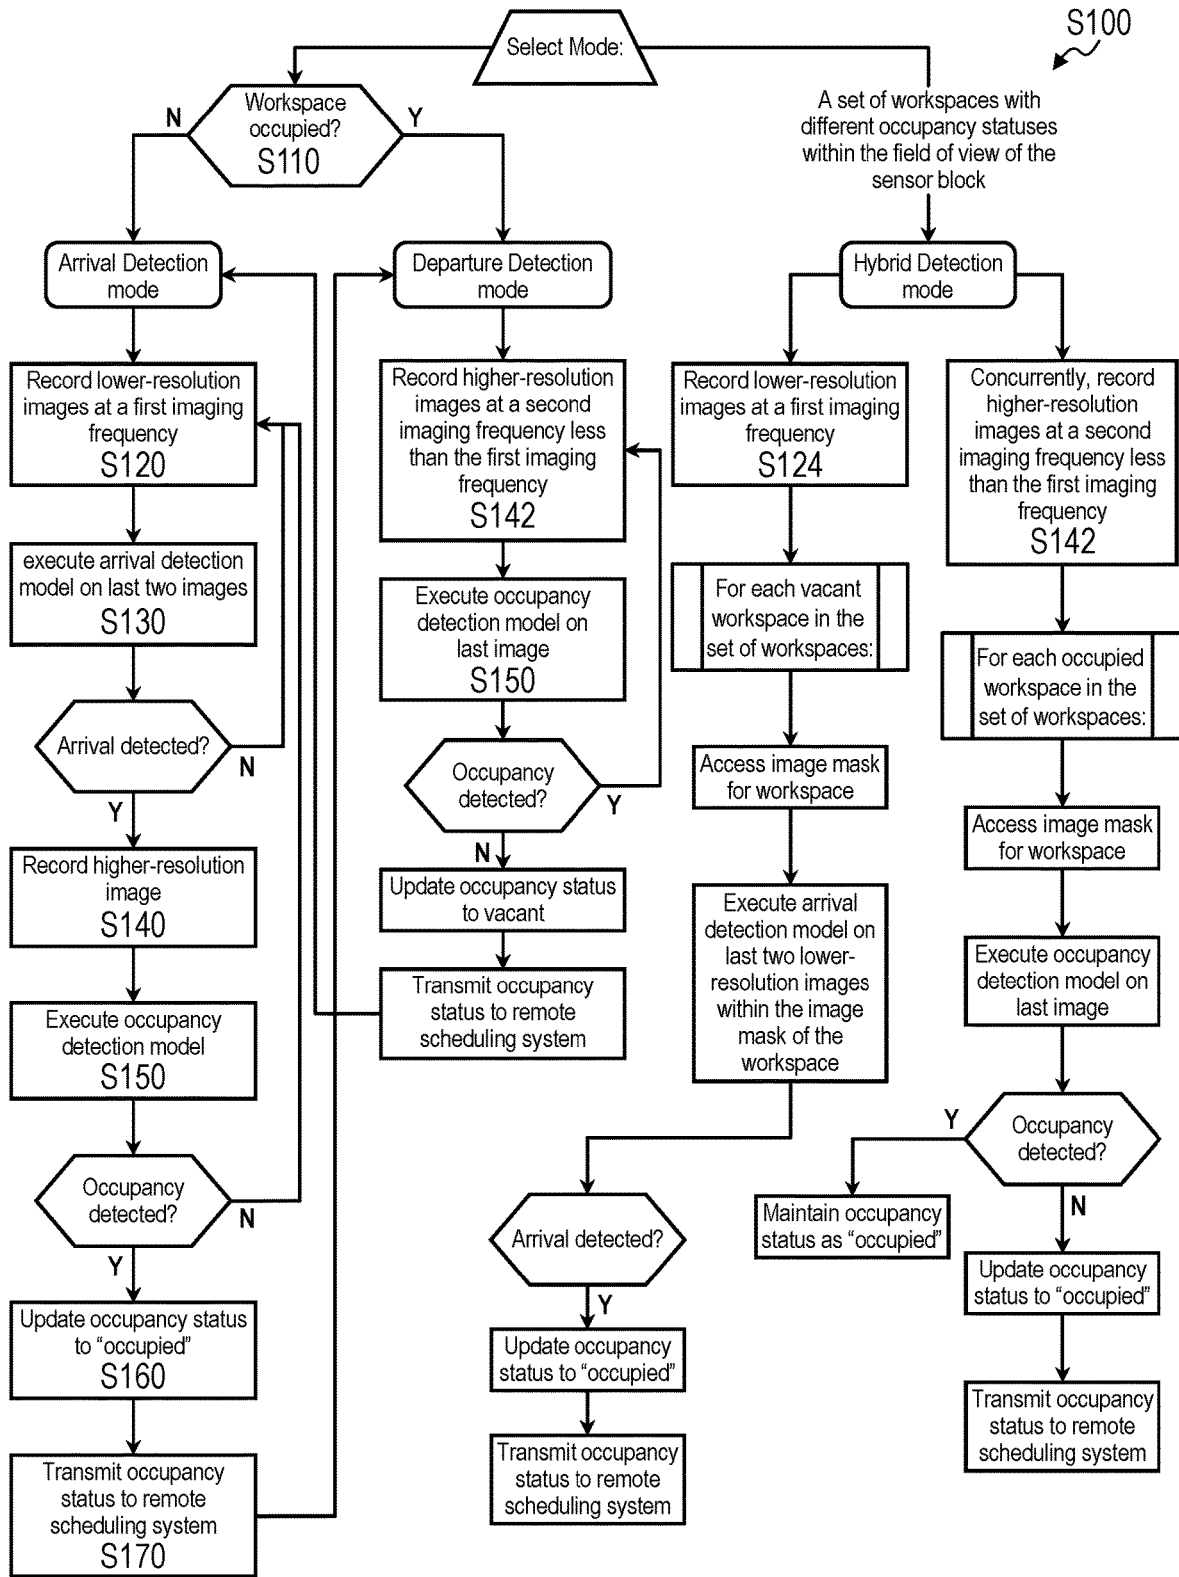 S100
Select Mode:
Workspace
occupied?
S110
N
Y
A set of workspaces with
different occupancy statuses
within the field of view of the
sensor block
Arrival Detection
mode
Record lower-resolution
images at a first imaging
frequency
S120
execute arrival detection
model on last two images
S130
Arrival detected?
N
Y
Record higher-resolution
image
S140
Execute occupancy
detection model
S150
Occupancy
detected?
N
Y
Update occupancy status
to “occupied”
S160
Transmit occupancy
status to remote
scheduling system
S170
Departure Detection
mode
Record higher-resolution
images at a second
imaging frequency less
than the first imaging
frequency
S142
Execute occupancy
detection model on
last image
S150
Occupancy
detected?
Y
N
Update occupancy status
to vacant
Transmit occupancy
status to remote
scheduling system
Hybrid Detection
mode
Record lower-resolution
images at a first imaging
frequency
S124
For each vacant
workspace in the
set of workspaces:
Access image mask
for workspace
Execute arrival
detection model on
last two lower-
resolution images
within the image
mask of the
workspace
Arrival detected?
Y
Update occupancy
status to “occupied”
Transmit occupancy
status to remote
scheduling system
Concurrently, record
higher-resolution
images at a second
imaging frequency less
than the first imaging
frequency
S142
For each occupied
workspace in the
set of workspaces:
Access image mask
for workspace
Execute occupancy
detection model on
last image
Occupancy
detected?
Y
N
Maintain occupancy
status as “occupied”
Update occupancy
status to “occupied”
Transmit occupancy
status to remote
scheduling system